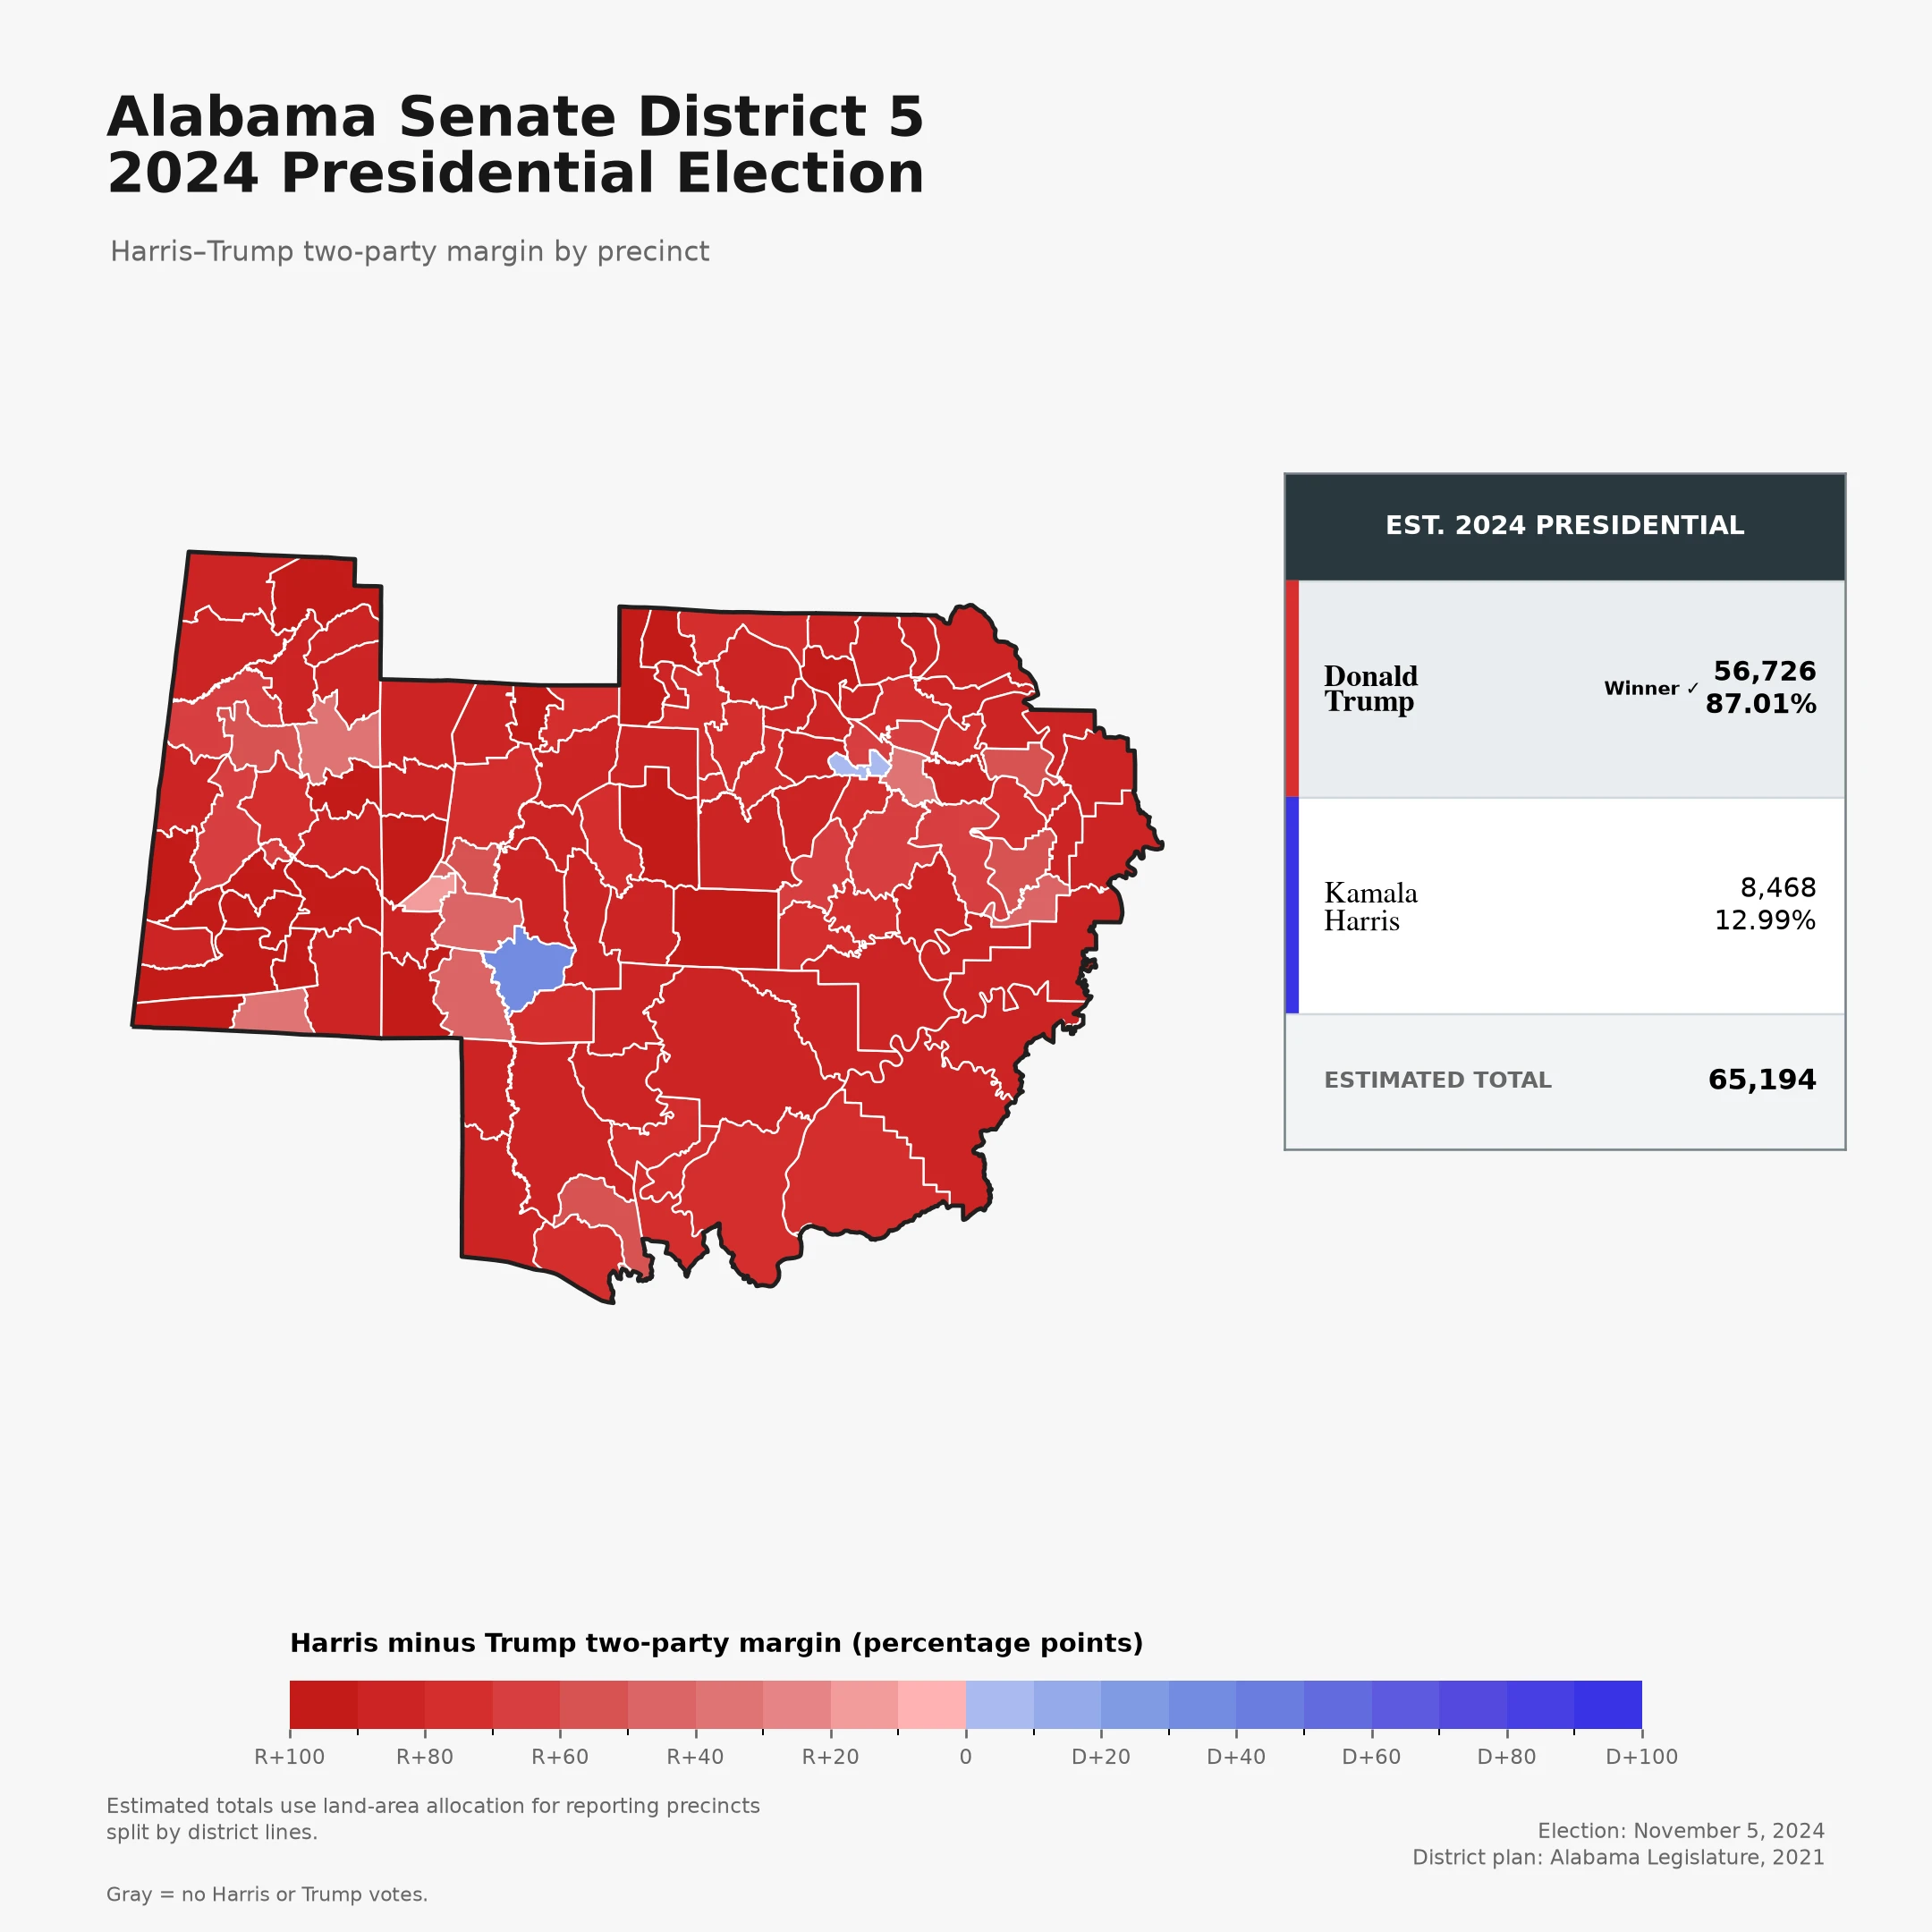 Alabama Senate District 5
2024 Presidential Election
Harris–Trump two-party margin by precinct
EST. 2024 PRESIDENTIAL
Donald
Trump
Winner ✓
56,726
87.01%
Kamala
Harris
8,468
12.99%
ESTIMATED TOTAL
65,194
Harris minus Trump two-party margin (percentage points)
R+100 R+80 R+60 R+40 R+20 0 D+20 D+40 D+60 D+80 D+100
Estimated totals use land-area allocation for reporting precincts
split by district lines.
Gray = no Harris or Trump votes.
Election: November 5, 2024
District plan: Alabama Legislature, 2021